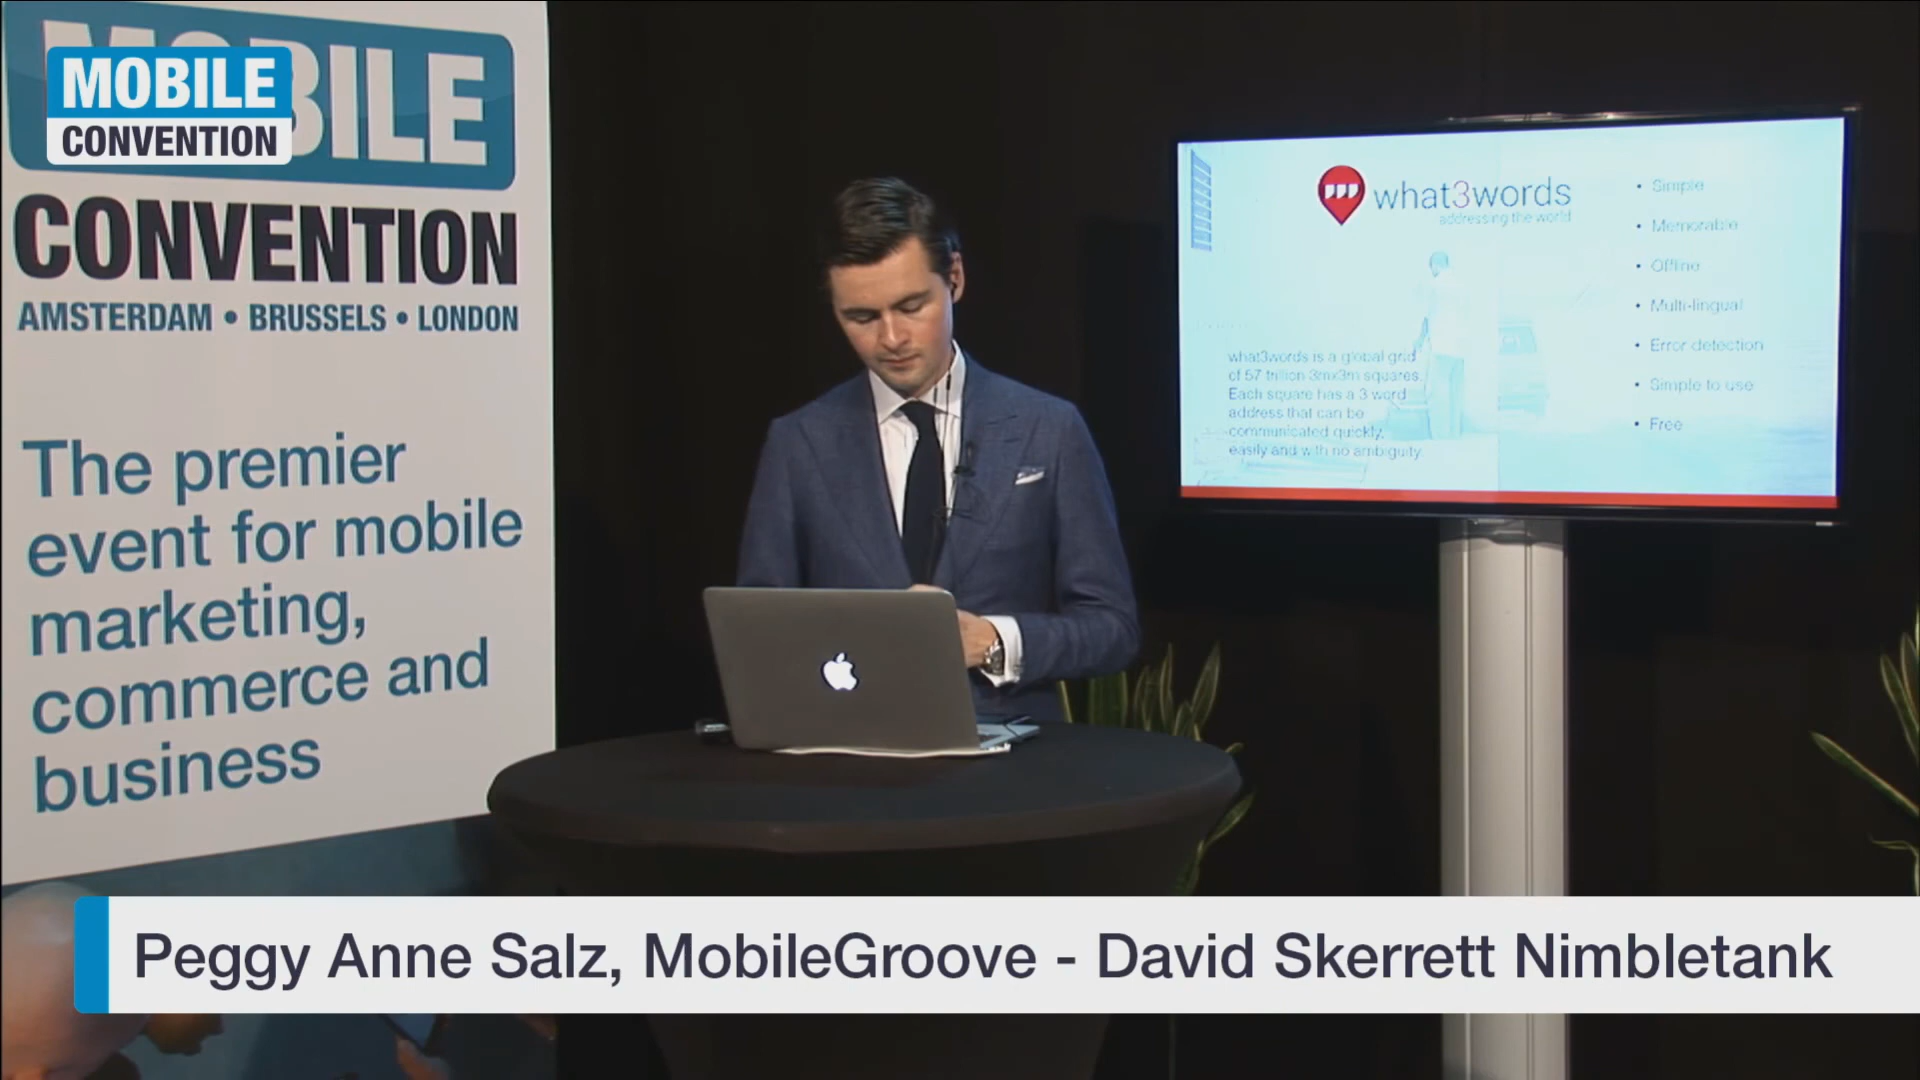 MOBILE
CONVENTION
MOBILE
CONVENTION
AMSTERDAM • BRUSSELS • LONDON
The premier
event for mobile
marketing,
commerce and
business
what3words
addressing the world
what3words is a global grid
of 57 trillion 3mx3m squares.
Each square has a 3 word
address that can be
communicated quickly,
easily and with no ambiguity.
• Simple
• Memorable
• Offline
• Multi-lingual
• Error detection
• Simple to use
• Free
Peggy Anne Salz, MobileGroove - David Skerrett Nimbletank